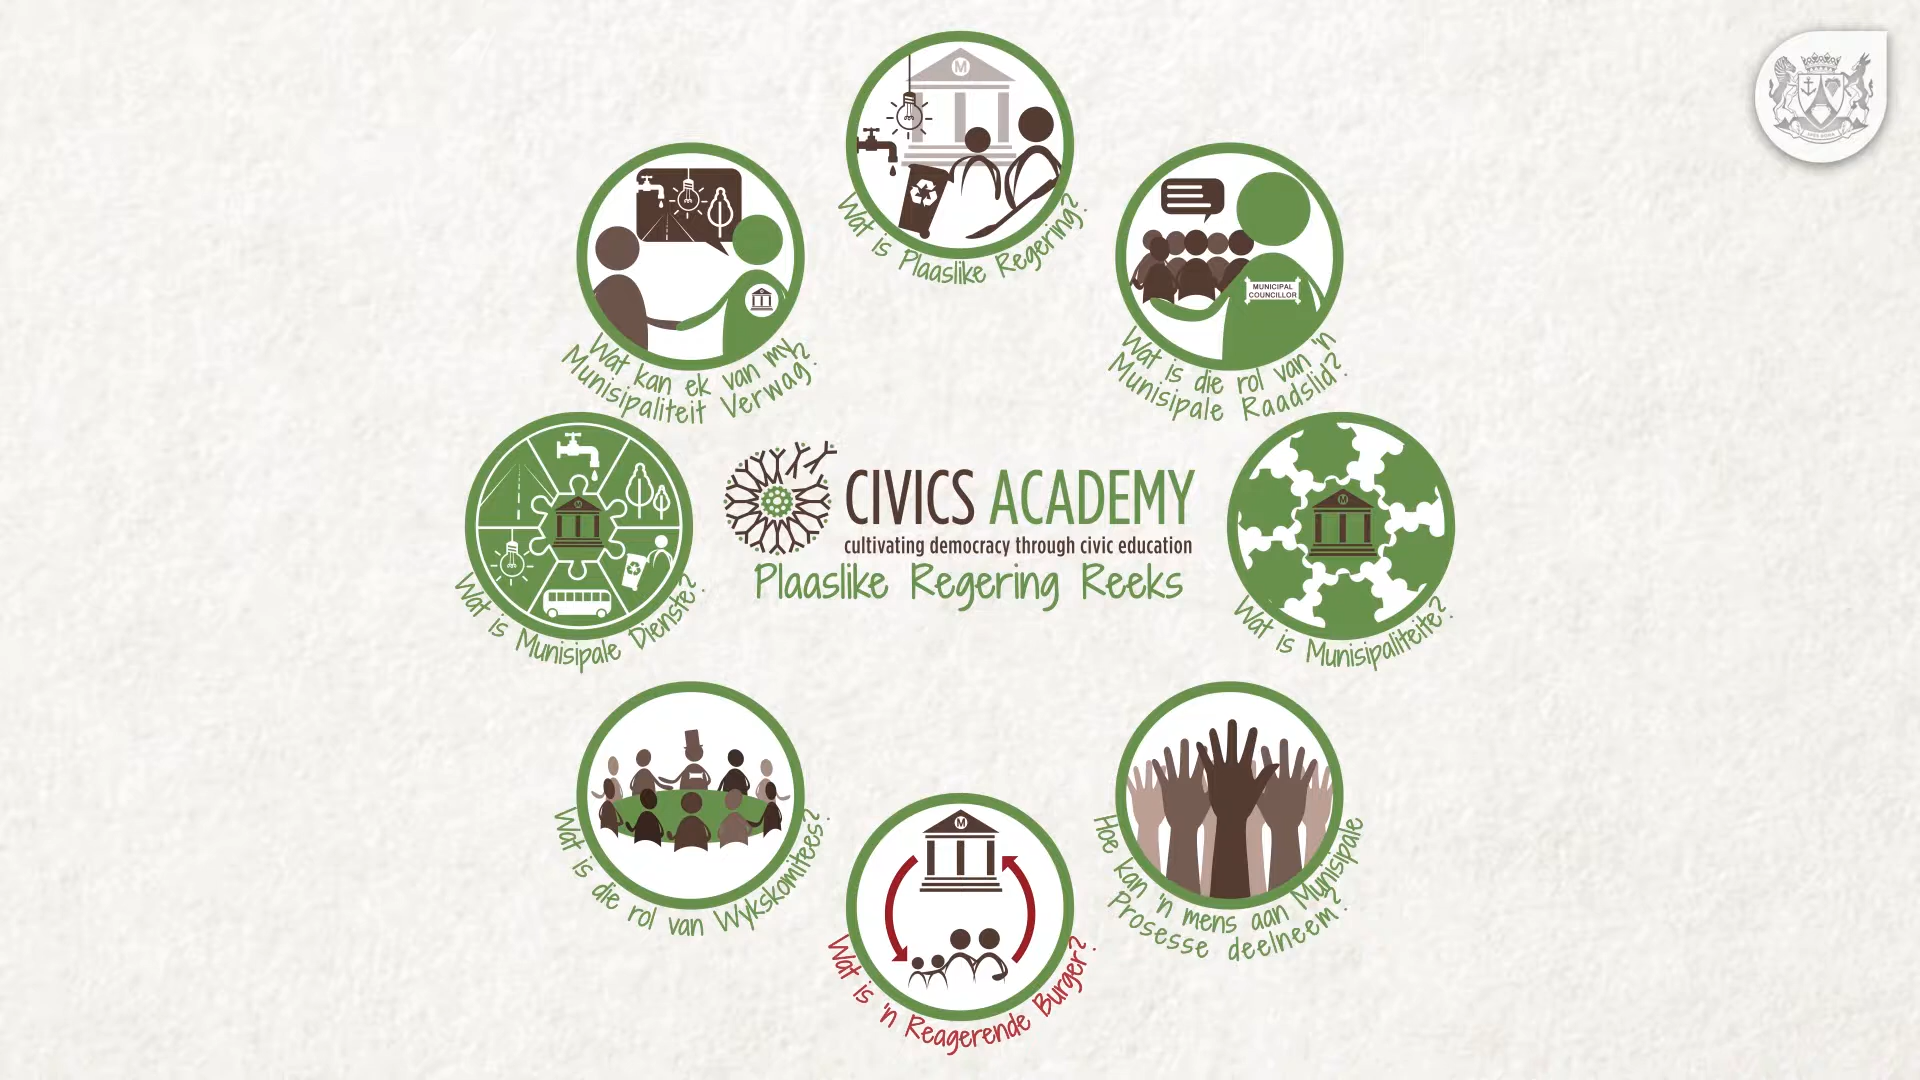 M
Wat is Plaaslike Regering?
Wat kan ek van my
Munisipaliteit Verwag?
MUNICIPAL
COUNCILLOR
Wat is die rol van 'n
Munisipale Raadslid?
CIVICS ACADEMY
cultivating democracy through civic education
Plaaslike Regering Reeks
M
Wat is Munisipale Dienste?
M
Wat is Munisipaliteite?
Wat is die rol van Wykskomitees?
Hoe kan 'n mens aan Munisipale
Prosesse deelneem?
M
Wat is 'n Reagerende Burger?